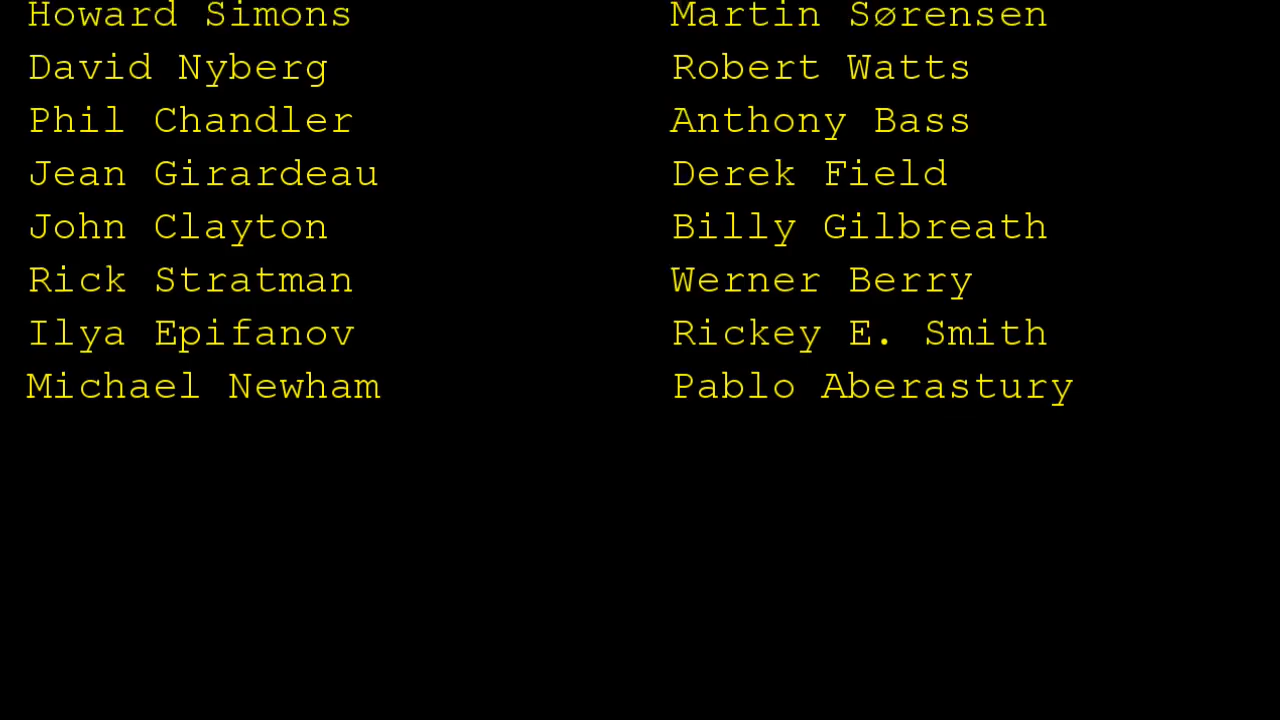 Howard Simons Martin Sørensen
David Nyberg Robert Watts
Phil Chandler Anthony Bass
Jean Girardeau Derek Field
John Clayton Billy Gilbreath
Rick Stratman Werner Berry
Ilya Epifanov Rickey E. Smith
Michael Newham Pablo Aberastury